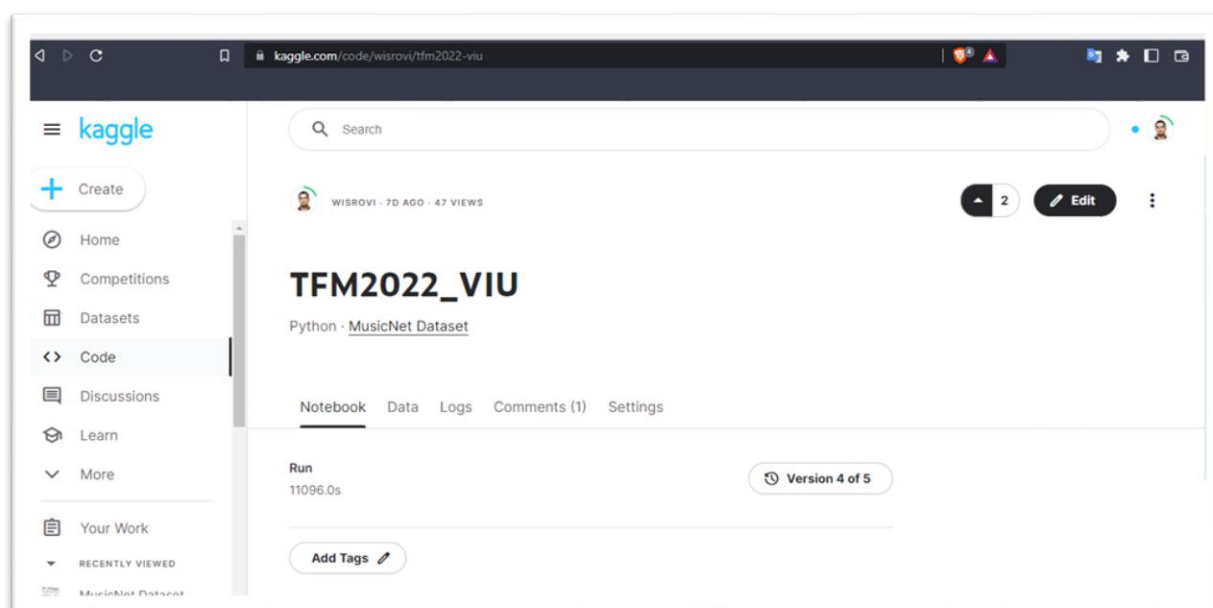 kaggle.com/code/wisrovi/tfm2022-viu
kaggle
Search
Create
WISROVI · 7D AGO · 47 VIEWS
2
Edit
Home
Competitions
Datasets
Code
Discussions
Learn
More
Your Work
RECENTLY VIEWED
MusicNet Dataset
TFM2022_VIU
Python · MusicNet Dataset
Notebook Data Logs Comments (1) Settings
Run
11096.0s
Version 4 of 5
Add Tags